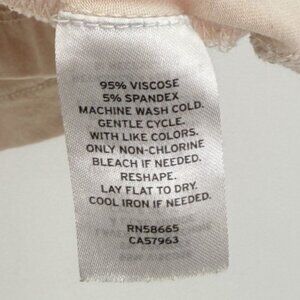 95% VISCOSE
5% SPANDEX
MACHINE WASH COLD.
GENTLE CYCLE.
WITH LIKE COLORS.
ONLY NON-CHLORINE
BLEACH IF NEEDED.
RESHAPE.
LAY FLAT TO DRY.
COOL IRON IF NEEDED.
RN58665
CA57963